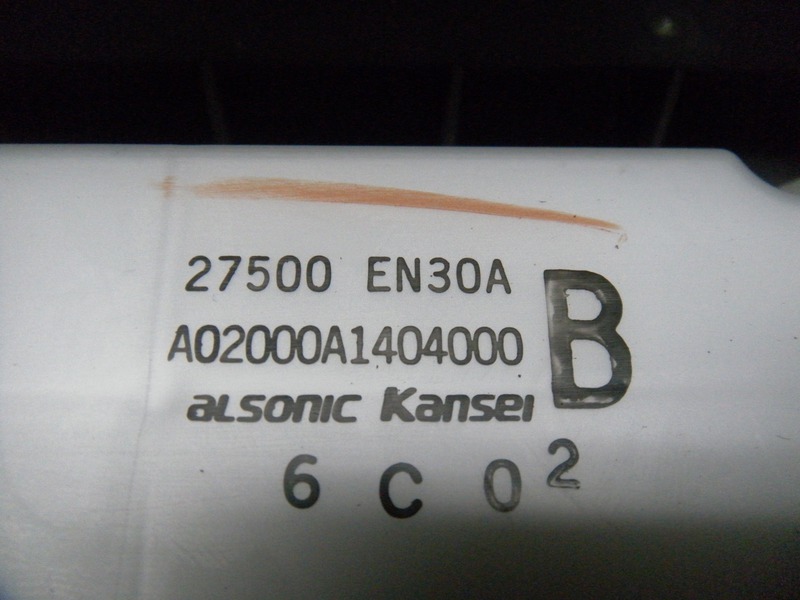 27500 EN30A
A02000A1404000
B
alsonic Kansei
6 C 0 2